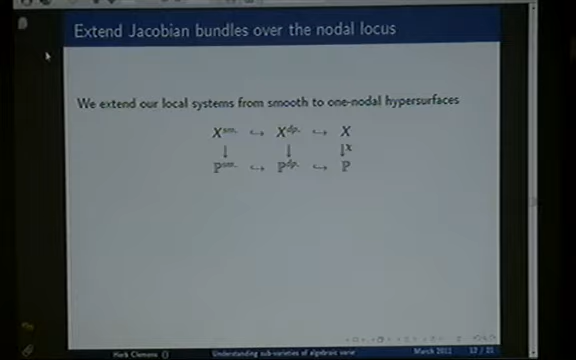 Extend Jacobian bundles over the nodal locus
We extend our local systems from smooth to one-nodal hypersurfaces
X^{sm.} ↪ X^{dp.} ↪ X
↓ ↓ ↓χ
ℙ^{sm.} ↪ ℙ^{dp.} ↪ ℙ
Herb Clemens () Understanding sub-varieties of algebraic varie March 2012